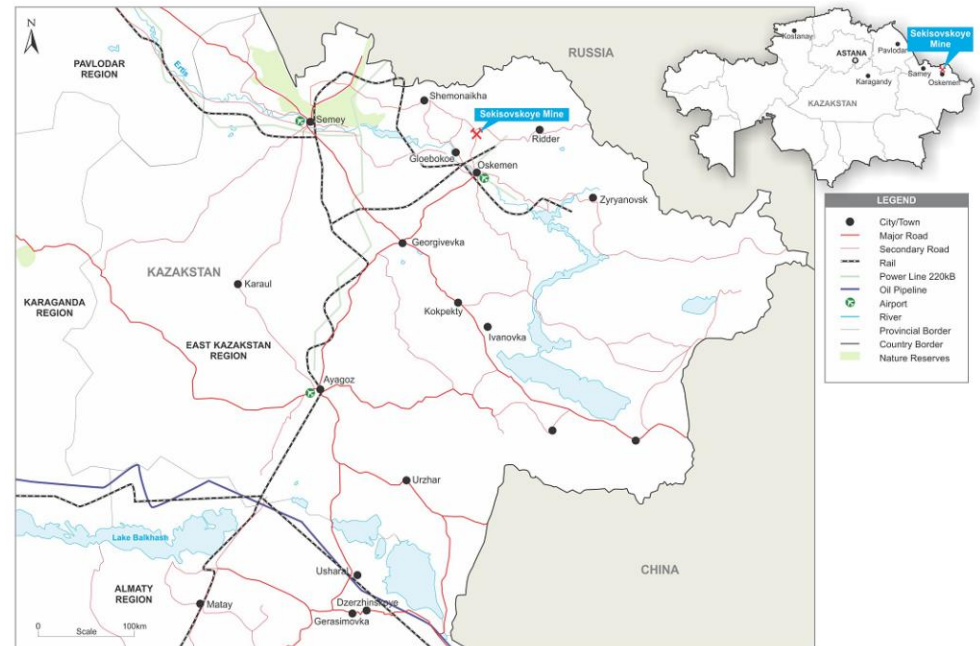 N
PAVLODAR
REGION
Ertis
RUSSIA
Shemonaikha
Sekisovskoye Mine
Semey
Ridder
Gloebokoe
Oskemen
Zyryanovsk
Georgivevka
KAZAKSTAN
Karaul
KARAGANDA
REGION
Kokpekty
Ivanovka
EAST KAZAKSTAN
REGION
Ayagoz
Urzhar
Lake Balkhash
CHINA
Usharal
ALMATY
REGION
Matay
Dzerzhinskoye
Gerasimovka
0 100km
Scale
Kostanay
Sekisovskoye
Mine
ASTANA
Pavlodar
Samey
Oskemen
Karagandy
KAZAKHSTAN
LEGEND
City/Town
Major Road
Secondary Road
Rail
Power Line 220kB
Oil Pipeline
Airport
River
Provincial Border
Country Border
Nature Reserves